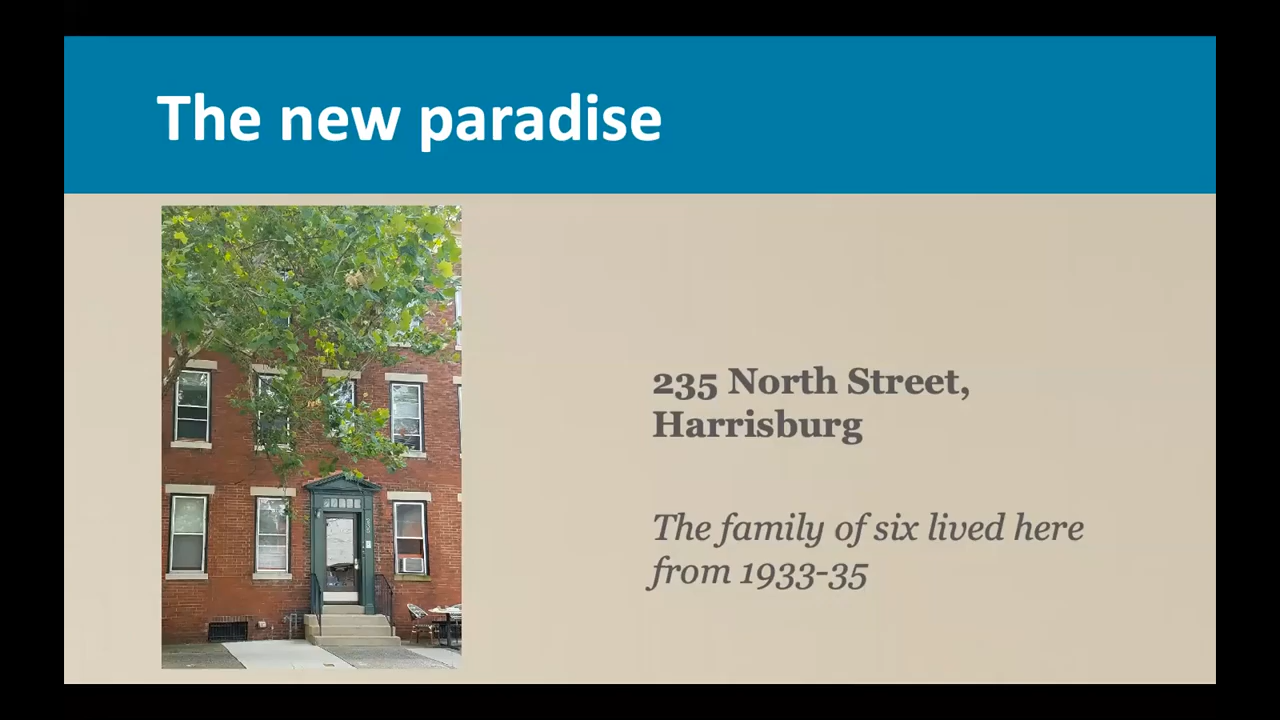 The new paradise
235 North Street,
Harrisburg
The family of six lived here
from 1933-35